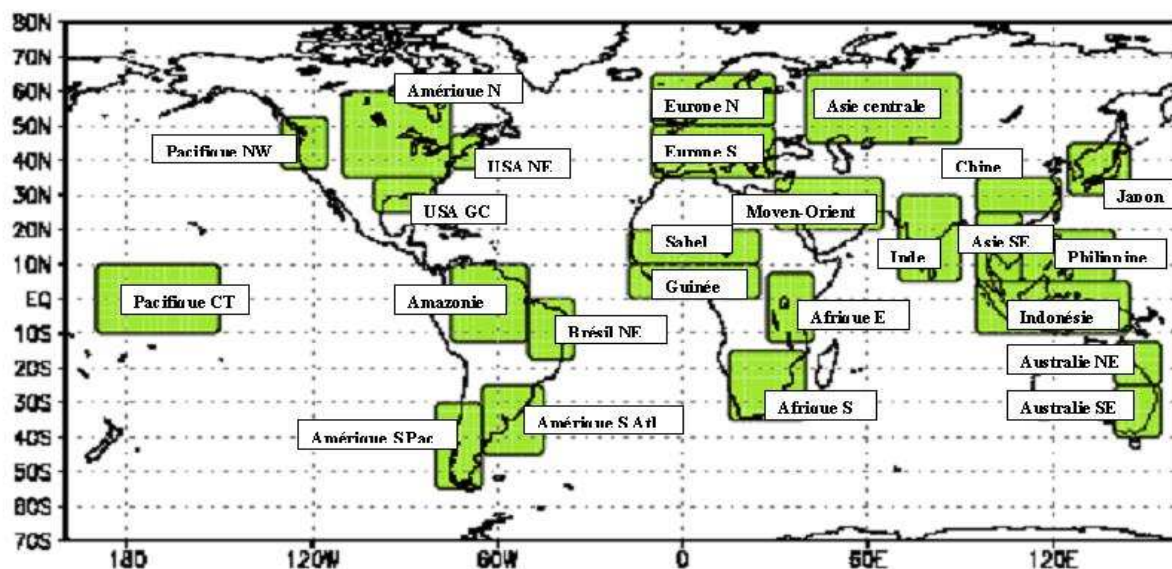 80N
70N
60N
50N
40N
30N
20N
10N
EQ
10S
20S
30S
40S
50S
60S
70S
Amérique N
Europe N
Asie centrale
Pacifique NW
Europe S
USA NE
Chine
Japon
USA GC
Moyen-Orient
Sahel
Inde
Asie SE
Philippine
Guinée
Pacifique CT
Amazonie
Afrique E
Indonésie
Brésil NE
Australie NE
Afrique S
Australie SE
Amérique S Pac
Amérique S Atl
180
120W
60W
0
60E
120E